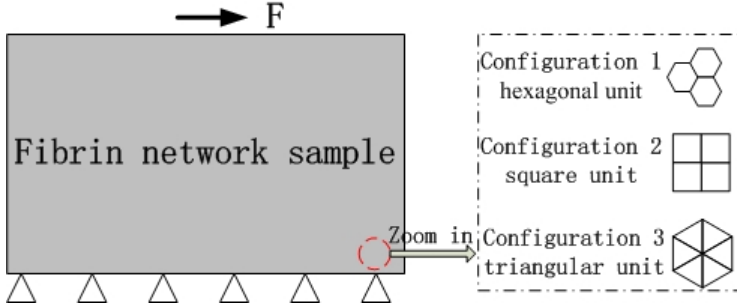 F
Fibrin network sample
Zoom in
Configuration 1
hexagonal unit
Configuration 2
square unit
Configuration 3
triangular unit